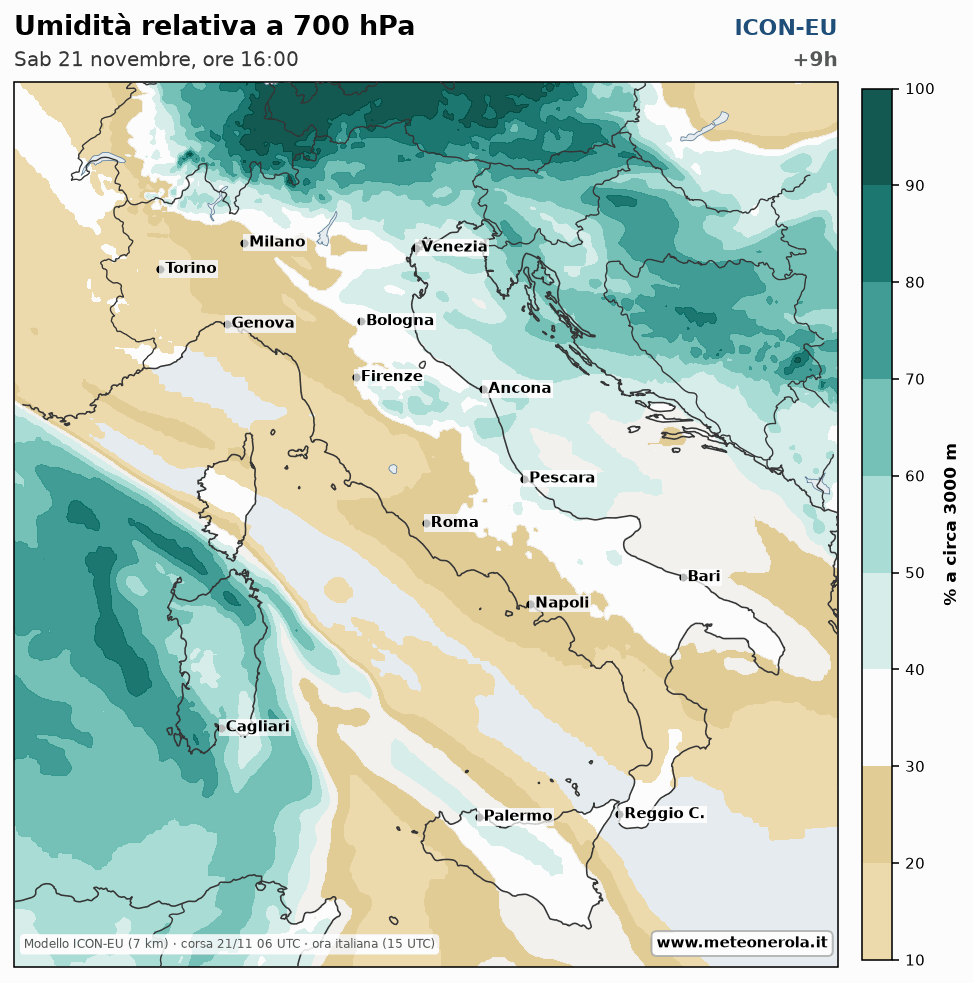 Umidità relativa a 700 hPa
ICON-EU
Sab 21 novembre, ore 16:00
+9h
Milano
Venezia
Torino
Genova
Bologna
Firenze
Ancona
Pescara
Roma
Bari
Napoli
Cagliari
Palermo
Reggio C.
100
90
80
70
60
50
40
30
20
10
% a circa 3000 m
Modello ICON-EU (7 km) · corsa 21/11 06 UTC · ora italiana (15 UTC)
www.meteonerola.it